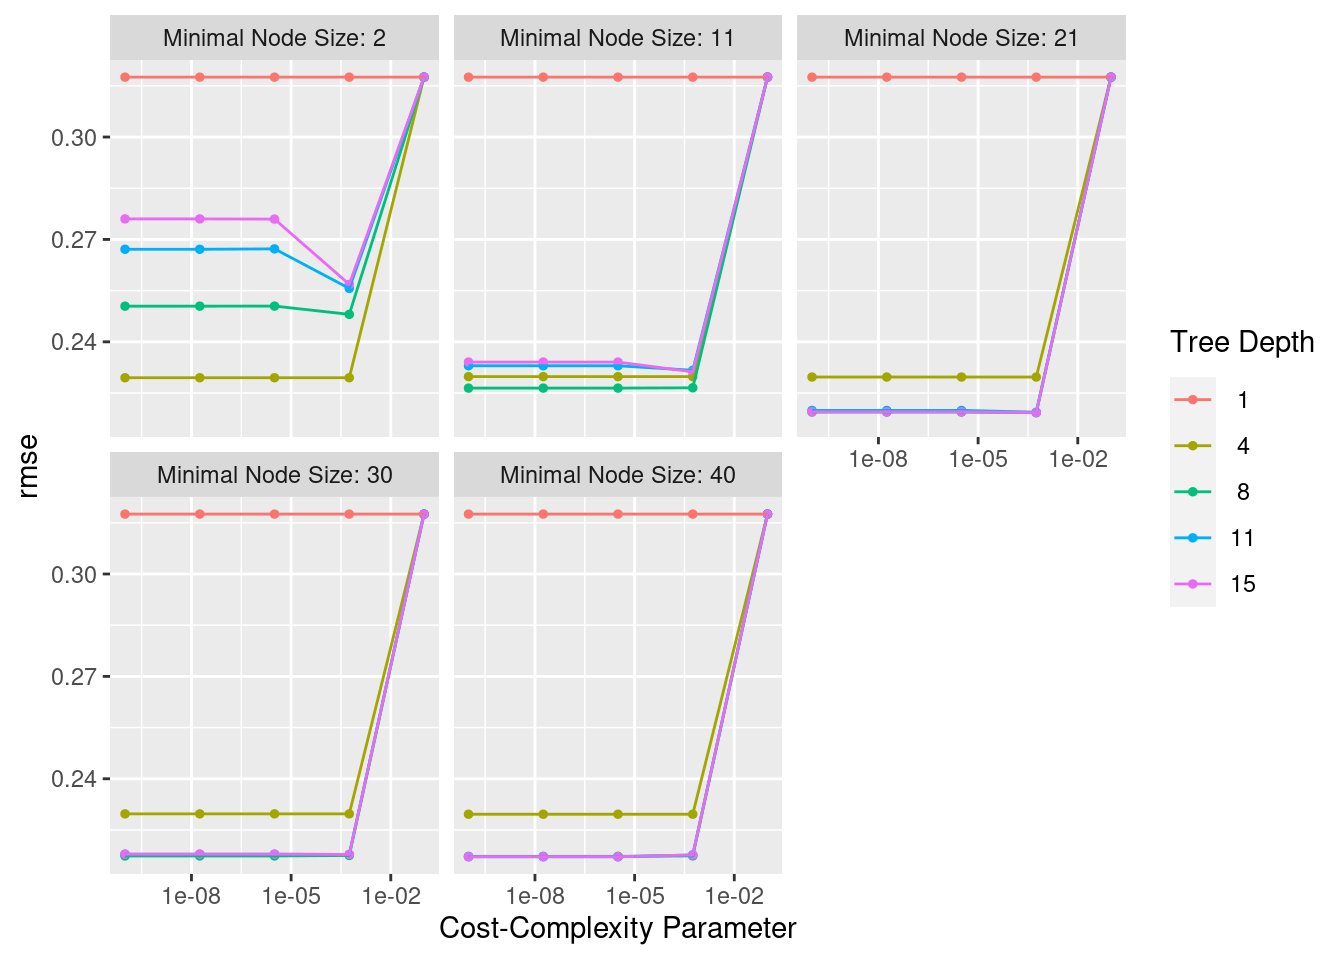 Minimal Node Size: 2
Minimal Node Size: 11
Minimal Node Size: 21
0.30
0.27
0.24
1e-08
1e-05
1e-02
Minimal Node Size: 30
Minimal Node Size: 40
0.30
0.27
0.24
1e-08
1e-05
1e-02
1e-08
1e-05
1e-02
Cost-Complexity Parameter
rmse
Tree Depth
1
4
8
11
15